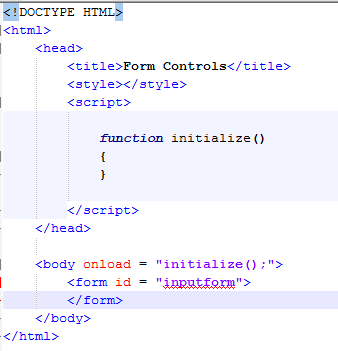 <!DOCTYPE HTML>
<html>
<head>
<title>Form Controls</title>
<style></style>
<script>
function initialize()
{
}
</script>
</head>
<body onload = "initialize();">
<form id = "inputform">
</form>
</body>
</html>